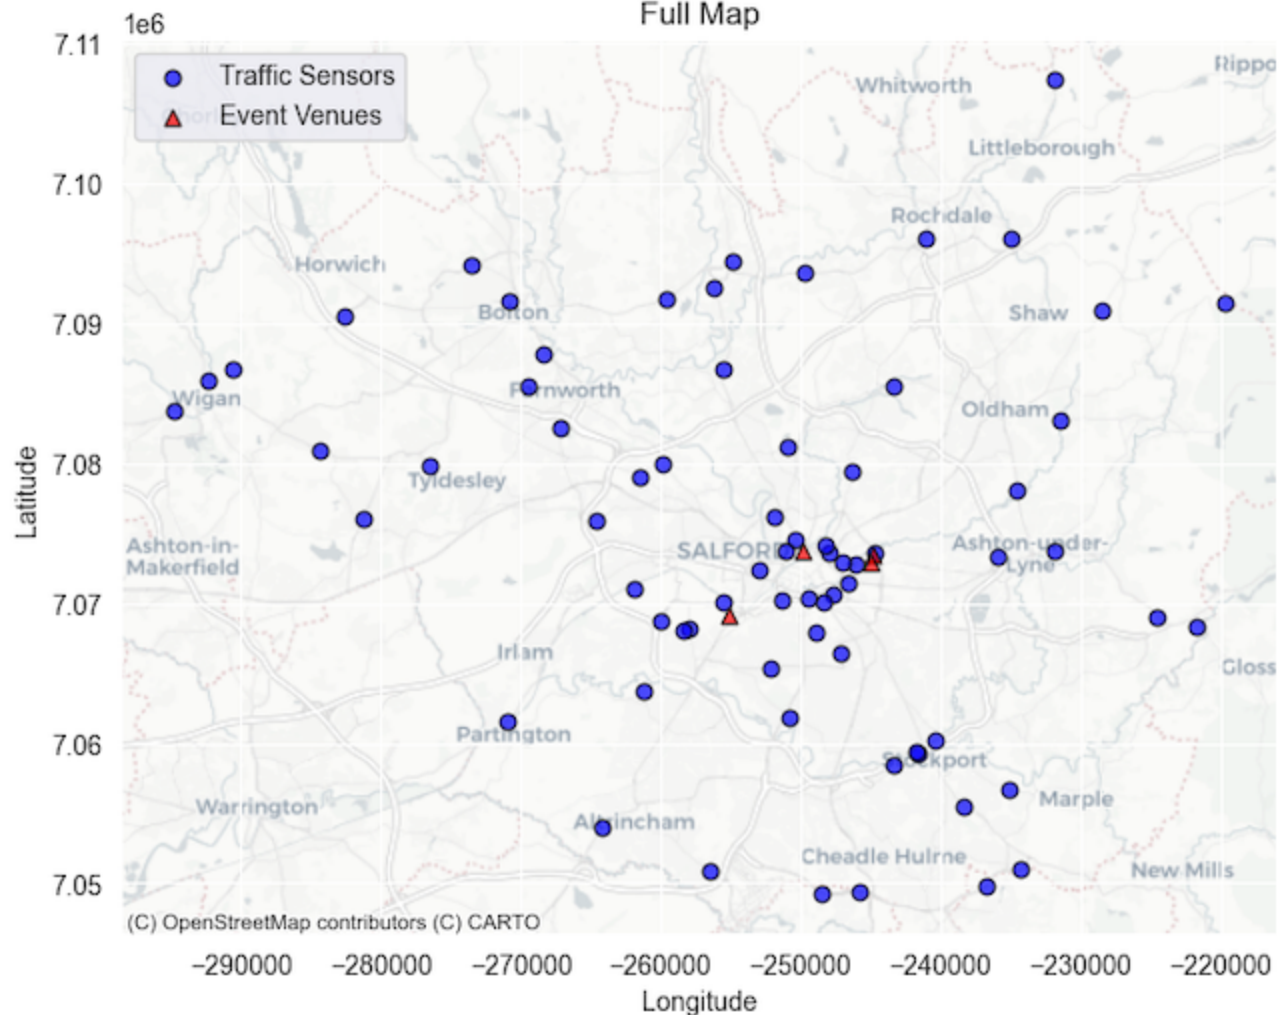 Full Map
1e6
7.11
Traffic Sensors
Event Venues
Whitworth
Littleborough
7.10
Rochdale
Horwich
Bolton
Shaw
7.09
Wigan
Farnworth
Oldham
7.08
Tyldesley
Latitude
Ashton-in-
Makerfield
SALFORD
Ashton-under-
Lyne
7.07
Irlam
Gloss
Partington
7.06
Stockport
Warrington
Altrincham
Marple
Cheadle Hulme
New Mills
7.05
(C) OpenStreetMap contributors (C) CARTO
−290000 −280000 −270000 −260000 −250000 −240000 −230000 −220000
Longitude